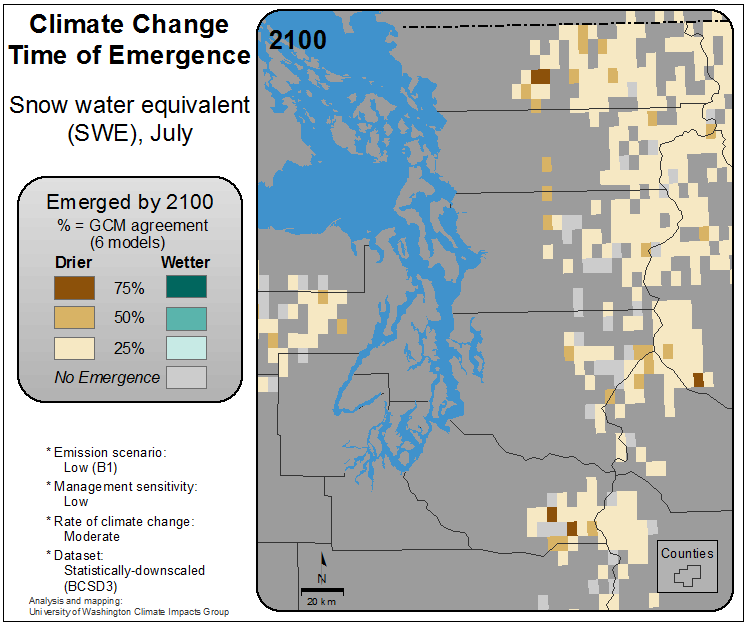 Climate Change
Time of Emergence
Snow water equivalent
(SWE), July
Emerged by 2100
% = GCM agreement
(6 models)
Drier Wetter
75%
50%
25%
No Emergence
* Emission scenario:
Low (B1)
* Management sensitivity:
Low
* Rate of climate change:
Moderate
* Dataset:
Statistically-downscaled
(BCSD3)
Analysis and mapping:
University of Washington Climate Impacts Group
2100
N
20 km
Counties